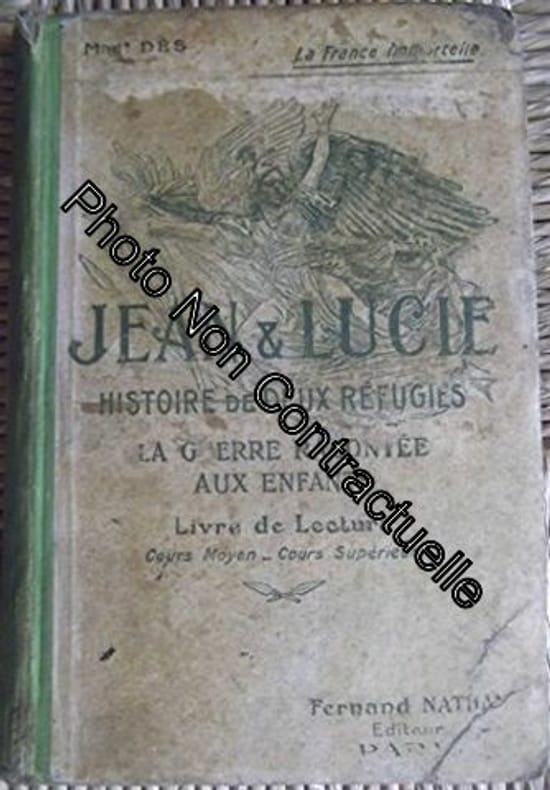 DÈS
La France Immortelle
JEAN & LUCIE
HISTOIRE DE DEUX RÉFUGIÉS
LA GUERRE RACONTÉE
AUX ENFANTS
Livre de Lecture
Cours Moyen _ Cours Supérieur
Fernand NATHAN
Editeur
PARIS
Photo Non Contractuelle